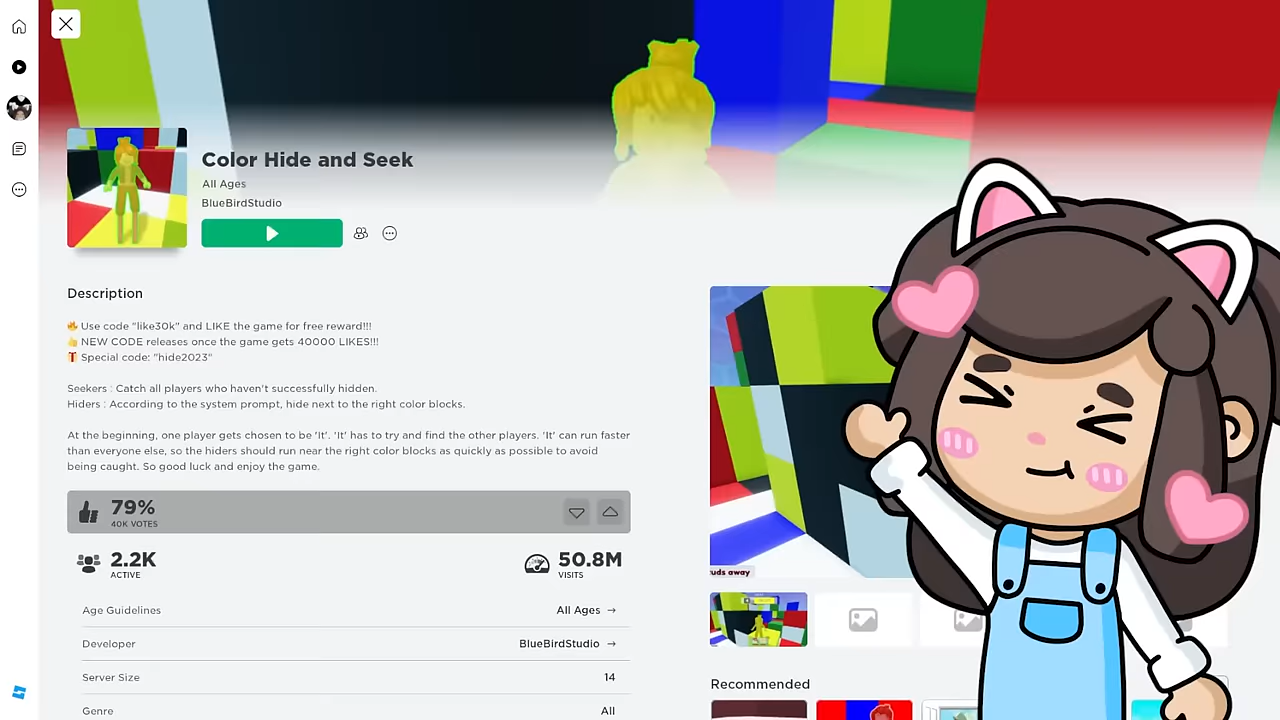 Color Hide and Seek
All Ages
BlueBirdStudio
Description
🔥 Use code "like30k" and LIKE the game for free reward!!!
👍 NEW CODE releases once the game gets 40000 LIKES!!!
🎁 Special code: "hide2023"
Seekers : Catch all players who haven't successfully hidden.
Hiders : According to the system prompt, hide next to the right color blocks.
At the beginning, one player gets chosen to be 'It'. 'It' has to try and find the other players. 'It' can run faster
than everyone else, so the hiders should run near the right color blocks as quickly as possible to avoid
being caught. So good luck and enjoy the game.
79%
40K VOTES
2.2K
ACTIVE
50.8M
VISITS
Age Guidelines
All Ages →
Developer
BlueBirdStudio →
Server Size
14
Genre
All
uds away
Recommended